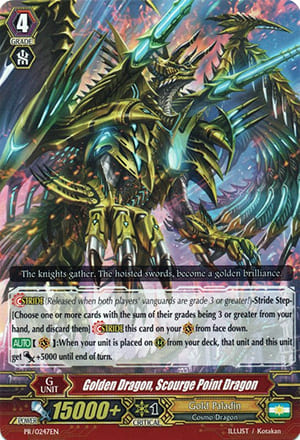 4
GRADE
The knights gather. The hoisted swords, become a golden brilliance.
STRIDE (Released when both players' vanguards are grade 3 or greater!)-Stride Step-
[Choose one or more cards with the sum of their grades being 3 or greater from your
hand, and discard them] STRIDE this card on from face down.
AUTO [ ]:When your unit is placed on from your deck, that unit and this unit
get +5000 until end of turn.
G
UNIT
Golden Dragon, Scourge Point Dragon
POWER 15000+ 1
CRITICAL
Gold Paladin
Cosmo Dragon
PR/0247EN
ILLUST / Kotakan